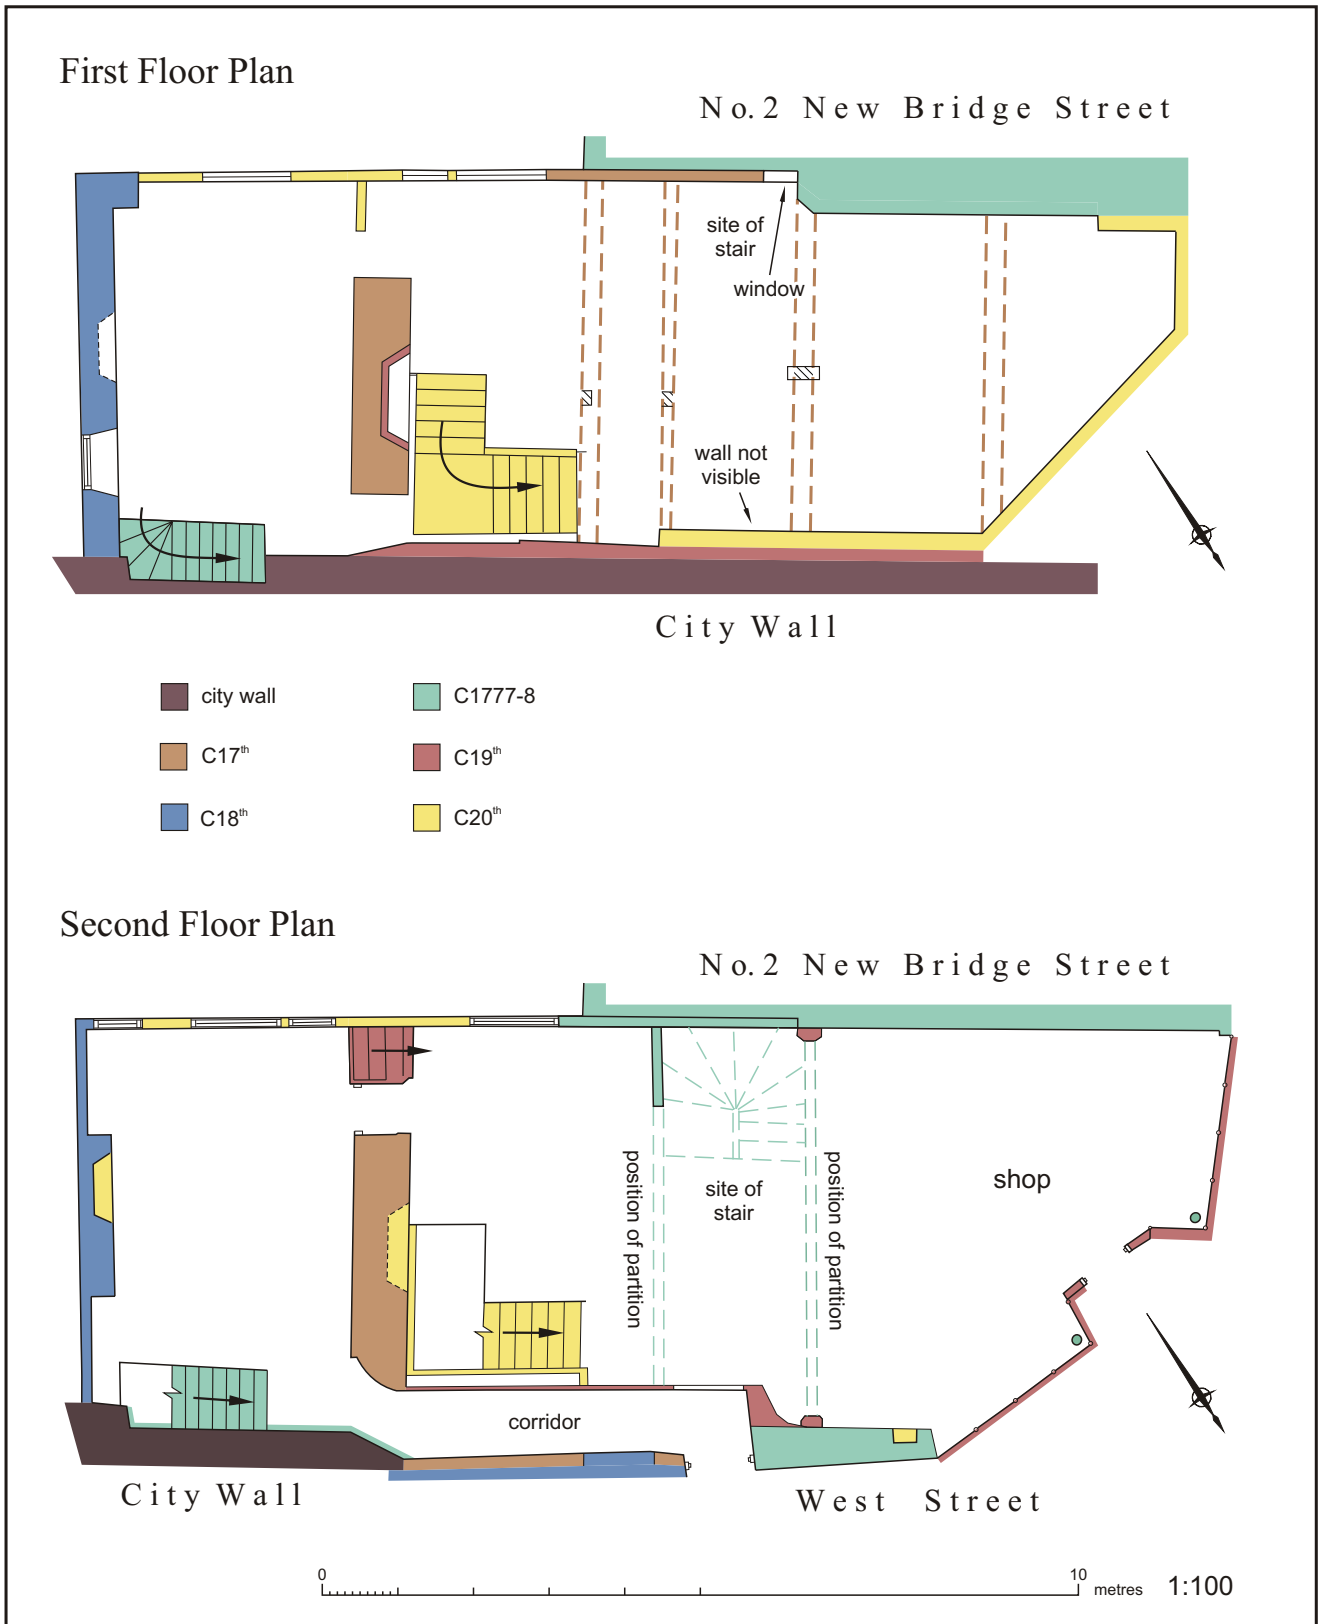 First Floor Plan
No.2 New Bridge Street
site of
stair
window
wall not
visible
City Wall
city wall
C1777-8
C17th
C19th
C18th
C20th
Second Floor Plan
No.2 New Bridge Street
position of partition
site of
stair
position of partition
shop
corridor
City Wall
West Street
0
10
metres
1:100